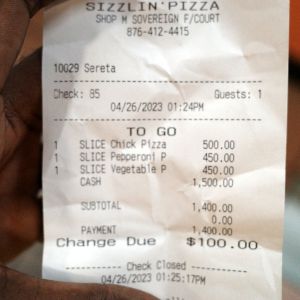 SIZZLIN'PIZZA
SHOP M SOVEREIGN F/COURT
876-412-4415
10029 Sereta
Check: 85 Guests: 1
04/26/2023 01:24PM
TO GO
1 SLICE Chick Pizza 500.00
1 SLICE Pepperoni P 450.00
1 SLICE Vegetable P 450.00
CASH 1,500.00
SUBTOTAL 1,400.00
0.00
PAYMENT 1,400.00
Change Due $100.00
Check Closed
04/26/2023 01:25:17PM